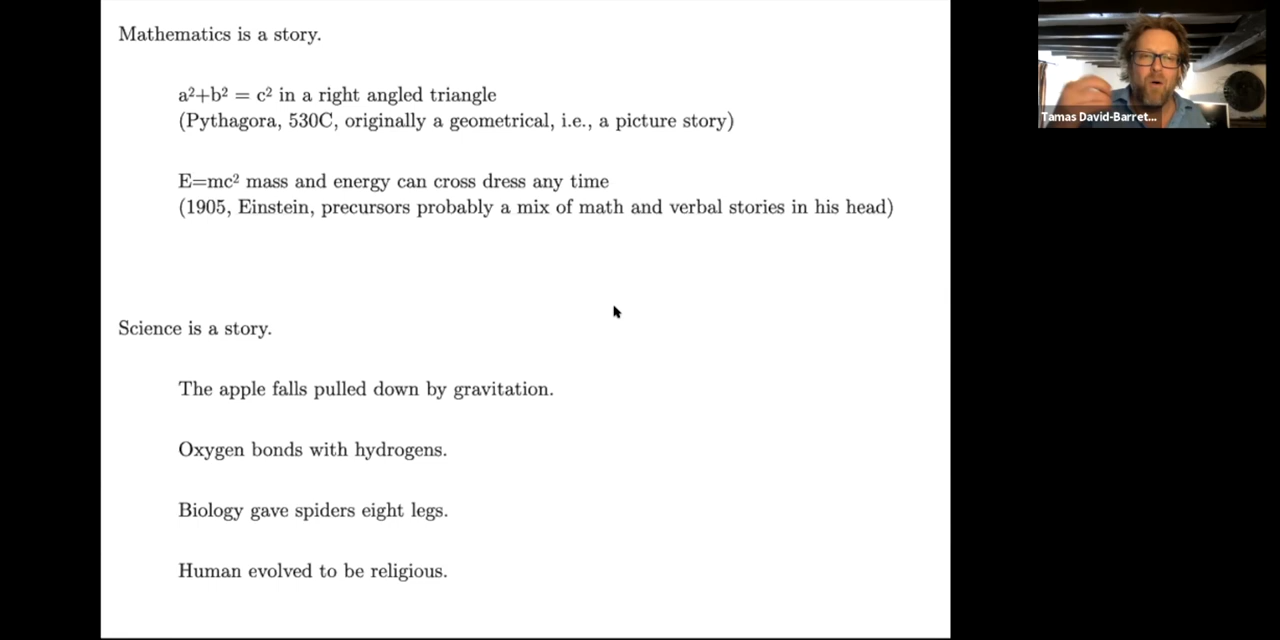 Mathematics is a story.
a²+b² = c² in a right angled triangle
(Pythagora, 530C, originally a geometrical, i.e., a picture story)
E=mc² mass and energy can cross dress any time
(1905, Einstein, precursors probably a mix of math and verbal stories in his head)
Science is a story.
The apple falls pulled down by gravitation.
Oxygen bonds with hydrogens.
Biology gave spiders eight legs.
Human evolved to be religious.
Tamas David-Barret...